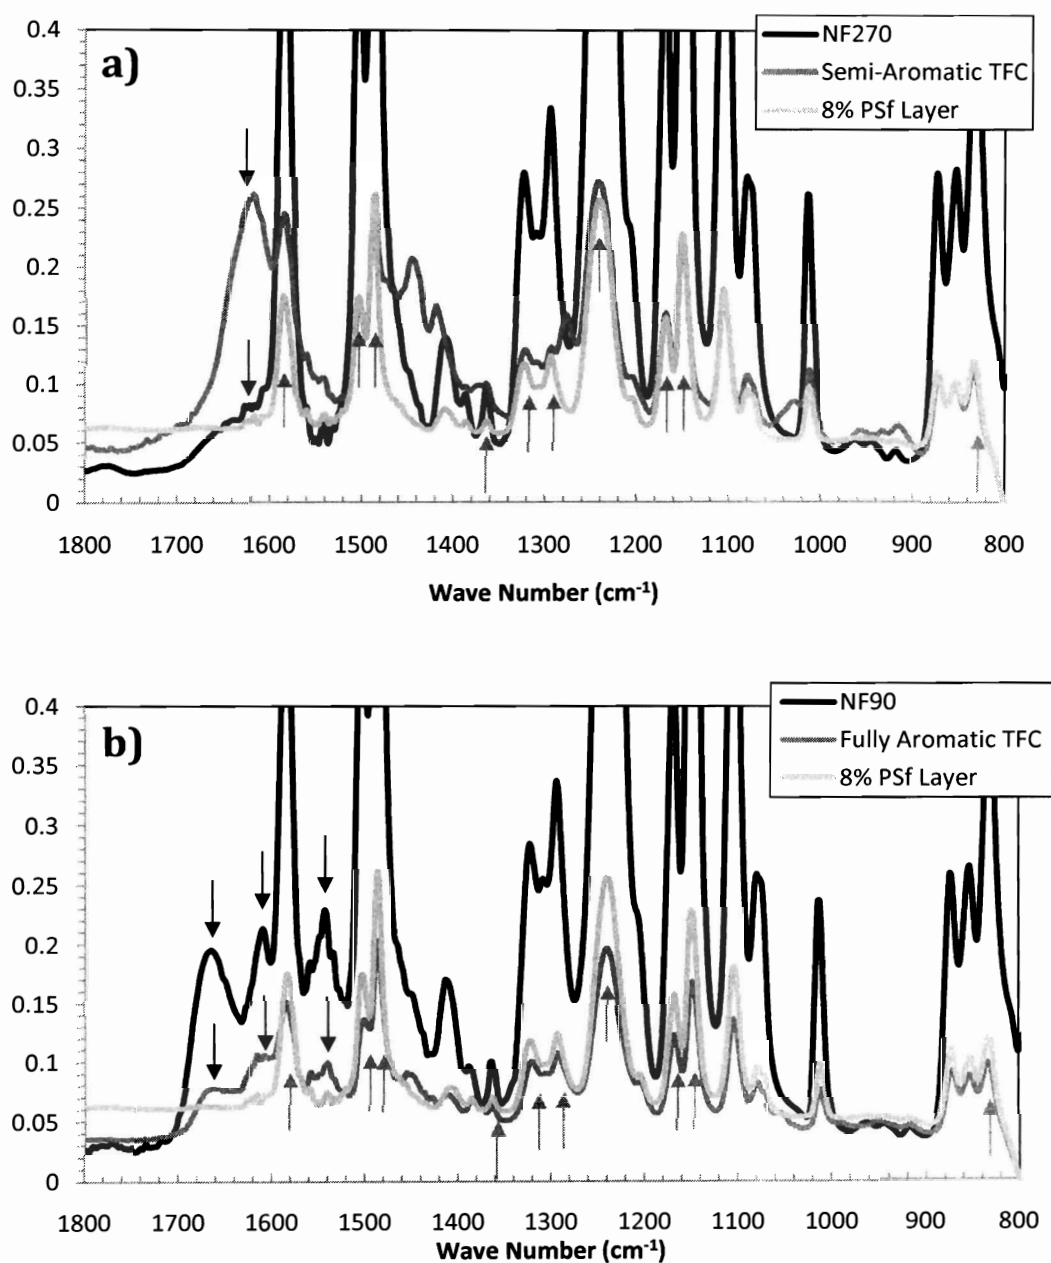 a)
0.4
0.35
0.3
0.25
0.2
0.15
0.1
0.05
0
NF270
Semi-Aromatic TFC
8% PSf Layer
1800 1700 1600 1500 1400 1300 1200 1100 1000 900 800
Wave Number (cm-1)
b)
0.4
0.35
0.3
0.25
0.2
0.15
0.1
0.05
0
NF90
Fully Aromatic TFC
8% PSf Layer
1800 1700 1600 1500 1400 1300 1200 1100 1000 900 800
Wave Number (cm-1)